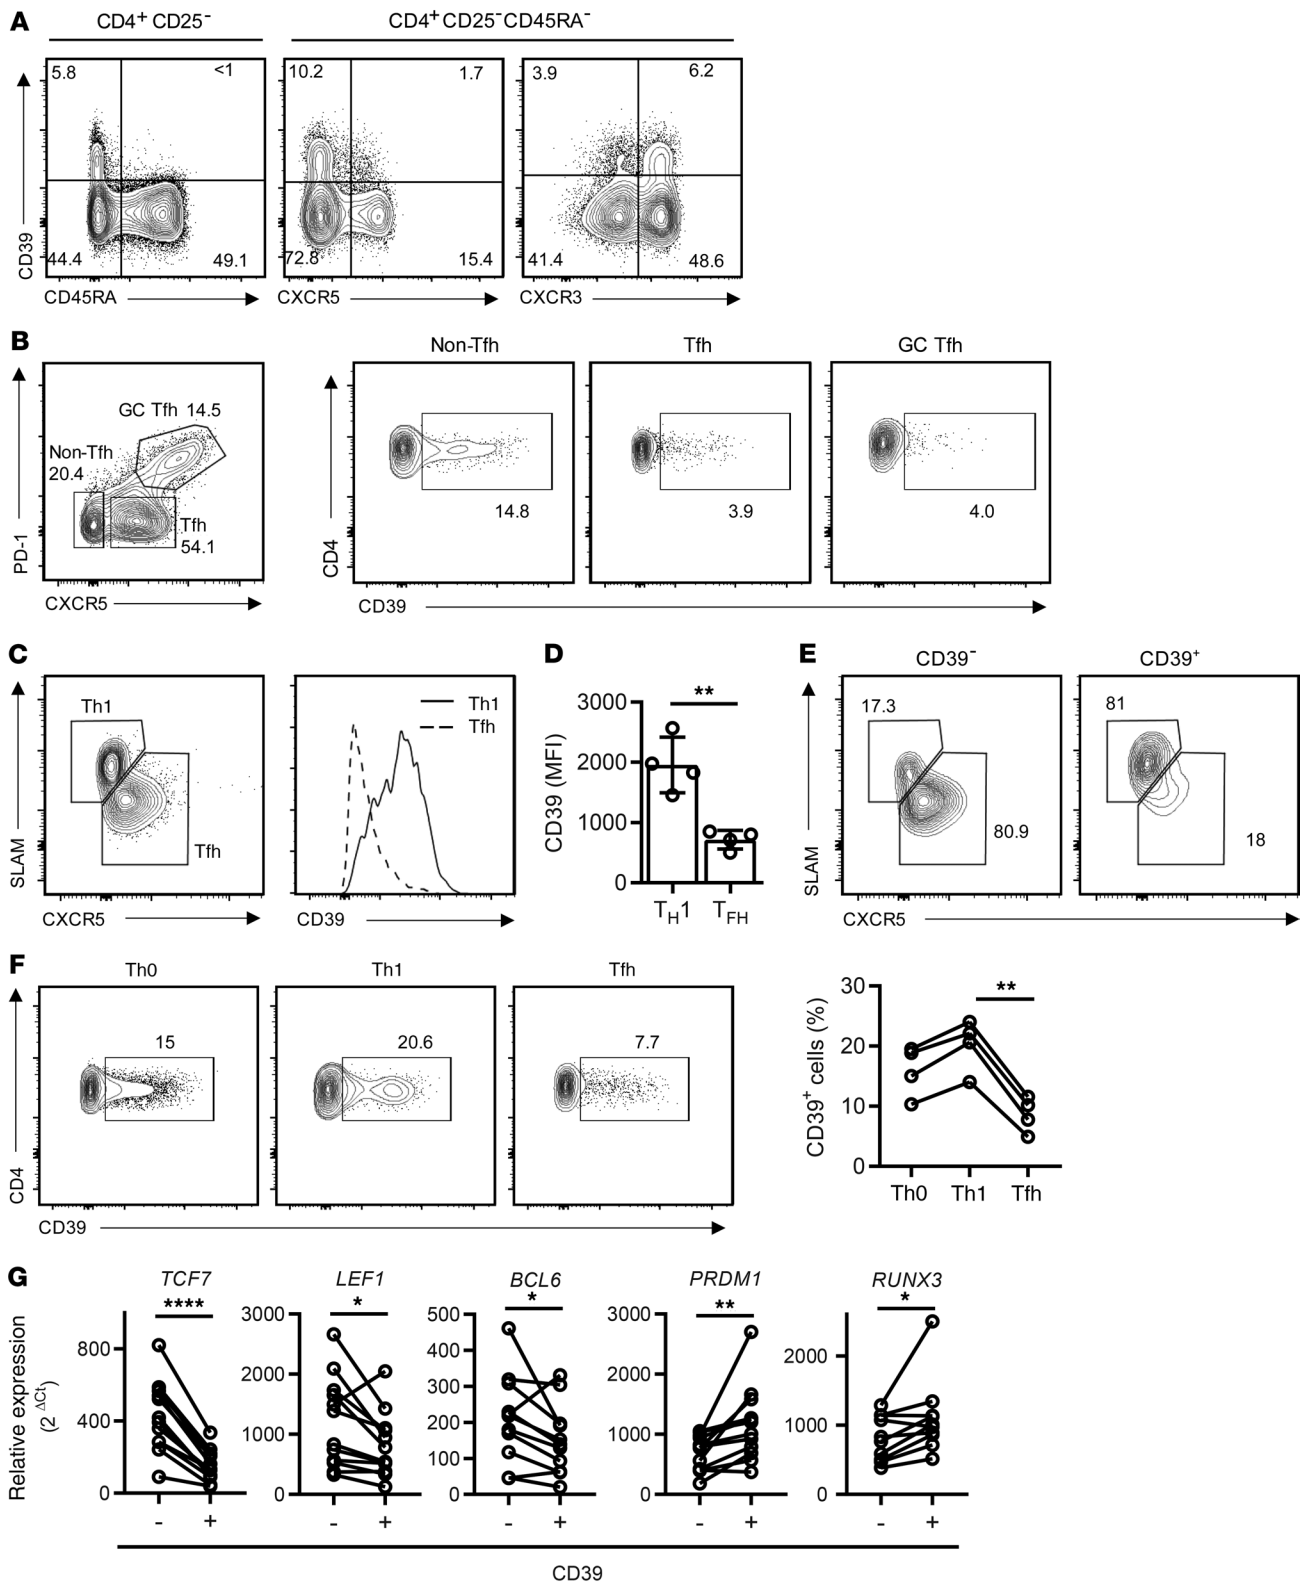 A
CD4+ CD25-
CD4+CD25-CD45RA-
5.8
<1
44.4
49.1
10.2
1.7
72.8
15.4
3.9
6.2
41.4
48.6
CD39
CD45RA
CXCR5
CXCR3
B
GC Tfh 14.5
Non-Tfh
20.4
Tfh
54.1
PD-1
CXCR5
Non-Tfh
Tfh
GC Tfh
14.8
3.9
4.0
CD4
CD39
C
Th1
Tfh
SLAM
CXCR5
Th1
Tfh
CD39
D
**
3000
2000
1000
0
CD39 (MFI)
TH1
TFH
E
CD39-
CD39+
17.3
80.9
81
18
SLAM
CXCR5
F
Th0
Th1
Tfh
15
20.6
7.7
CD4
CD39
**
30
20
10
0
CD39+ cells (%)
Th0
Th1
Tfh
G
Relative expression
(2 ΔCt)
TCF7
****
800
400
0
-
+
LEF1
*
3000
2000
1000
0
-
+
BCL6
*
500
400
300
200
100
0
-
+
PRDM1
**
3000
2000
1000
0
-
+
RUNX3
*
2000
1000
0
-
+
CD39